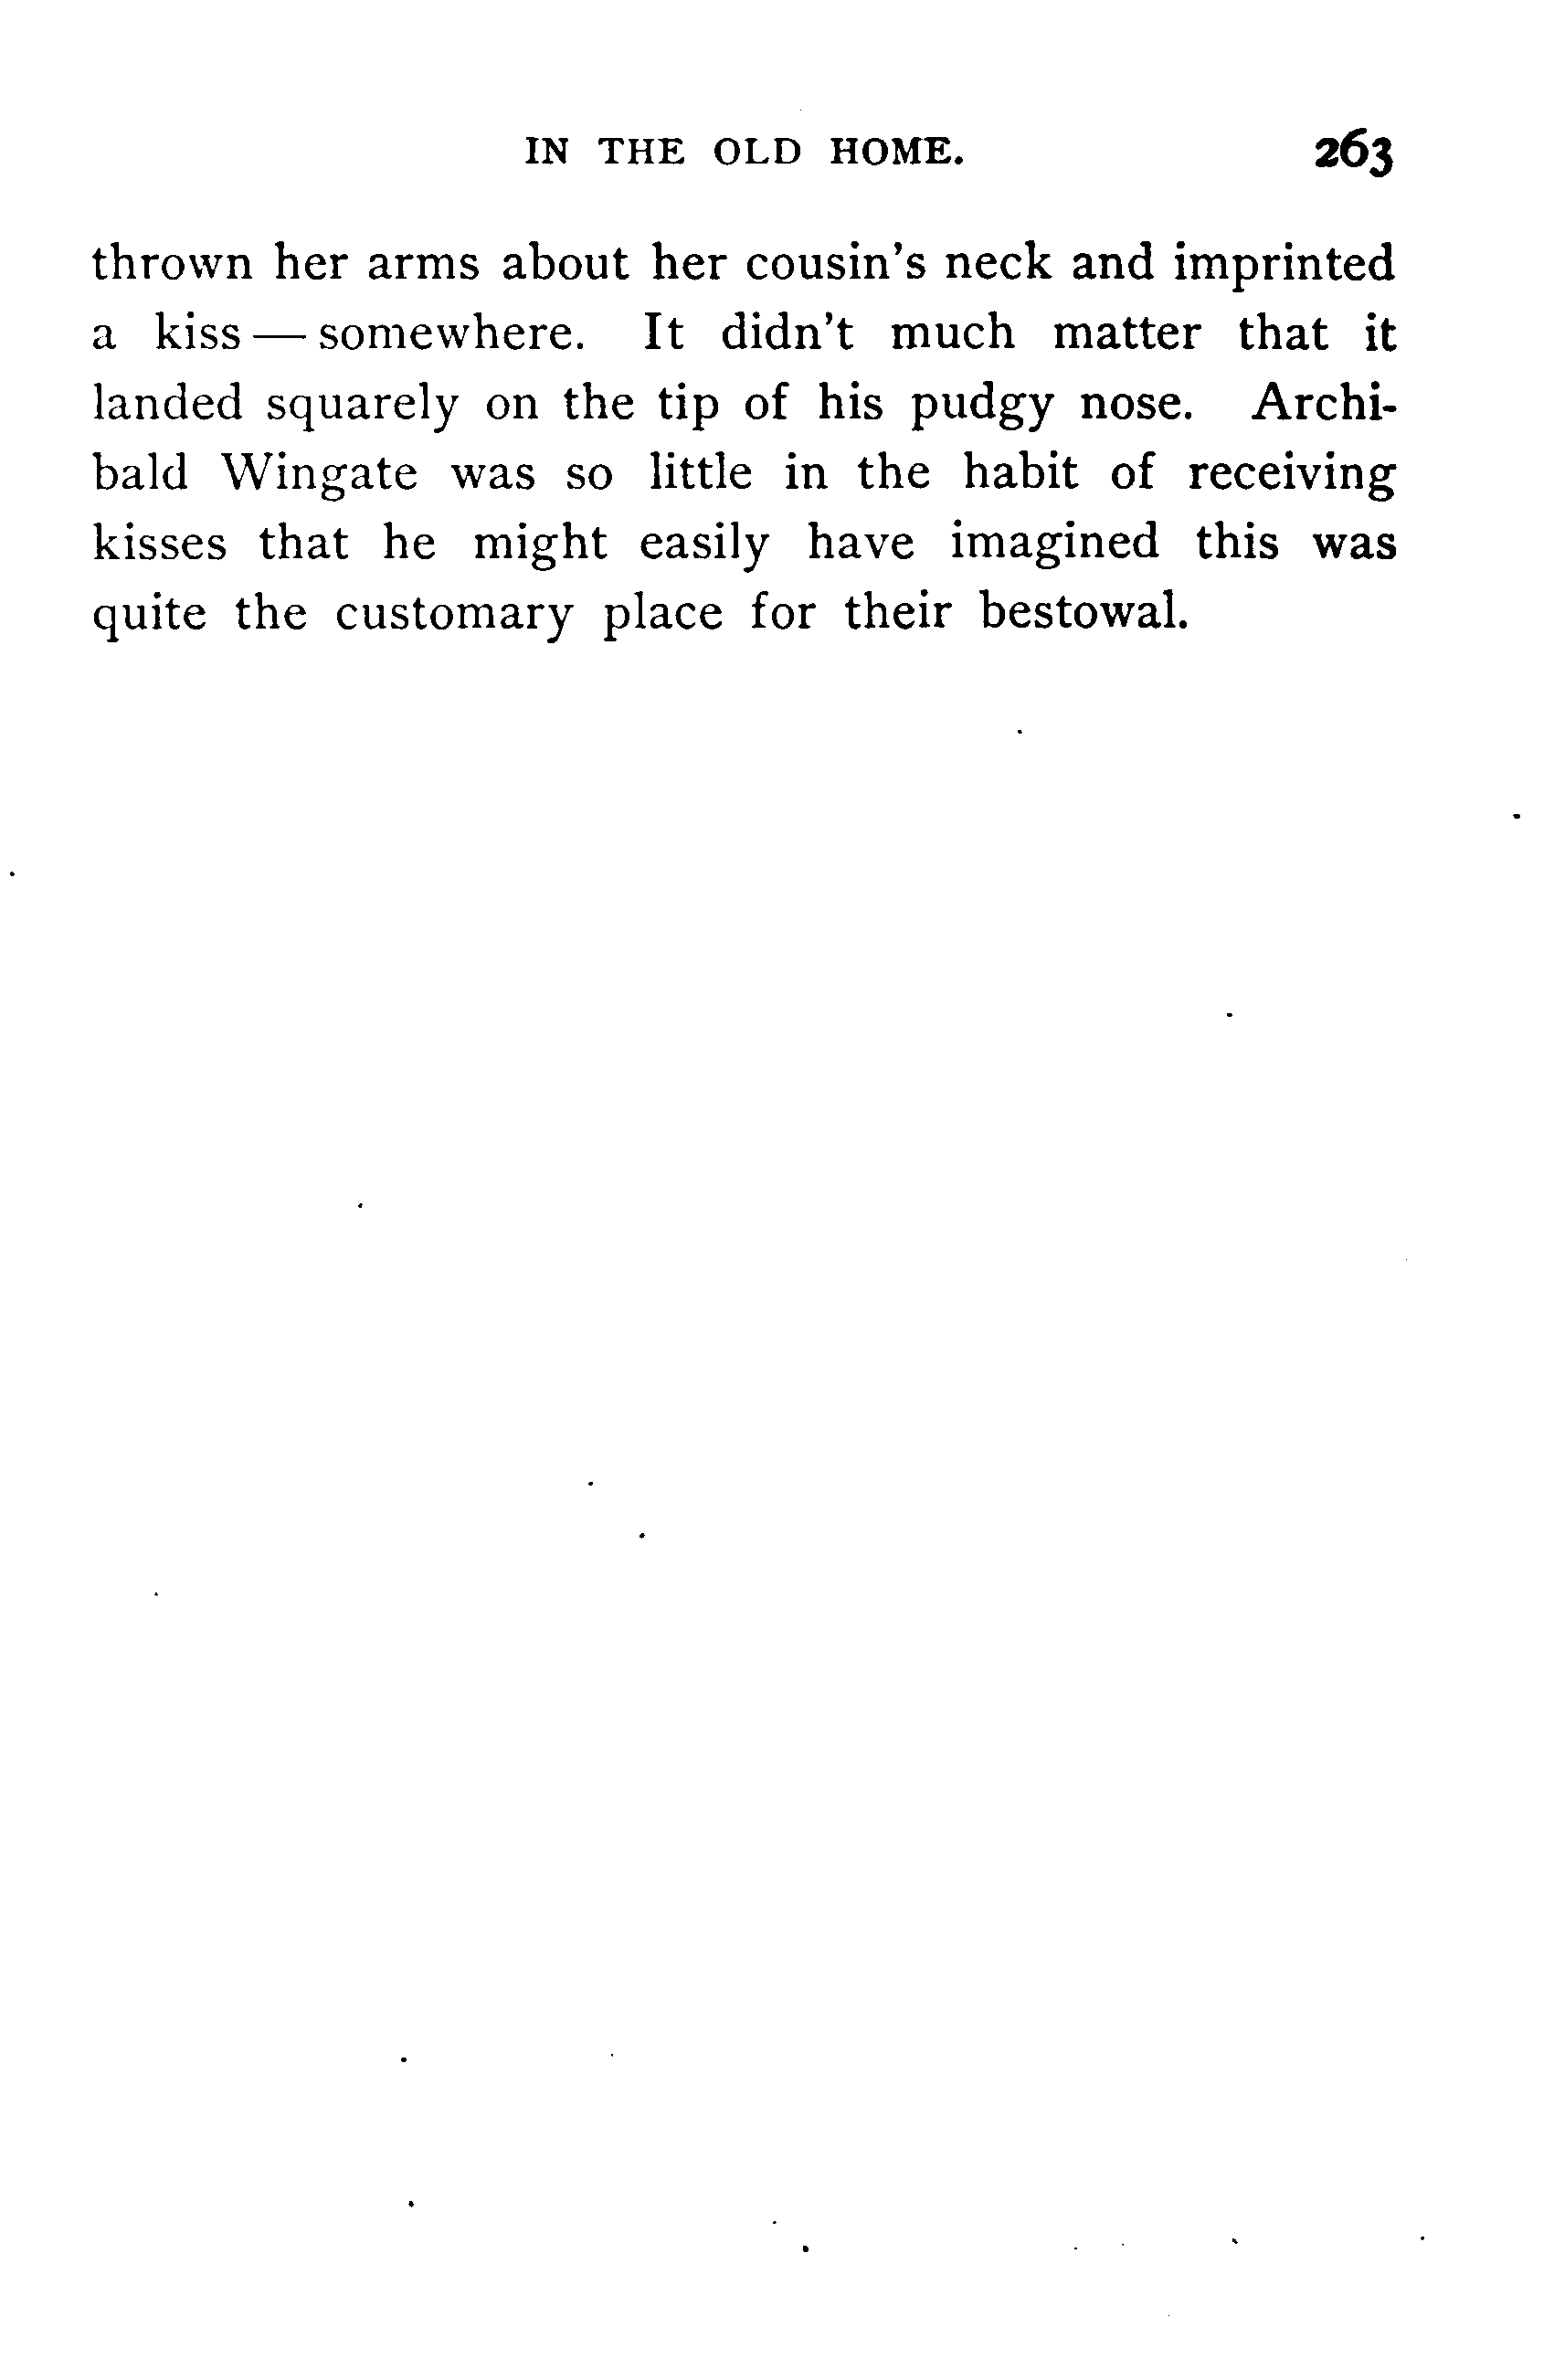 IN THE OLD HOME. 263
thrown her arms about her cousin's neck and imprinted
a kiss — somewhere. It didn't much matter that it
landed squarely on the tip of his pudgy nose. Archi-
bald Wingate was so little in the habit of receiving
kisses that he might easily have imagined this was
quite the customary place for their bestowal.